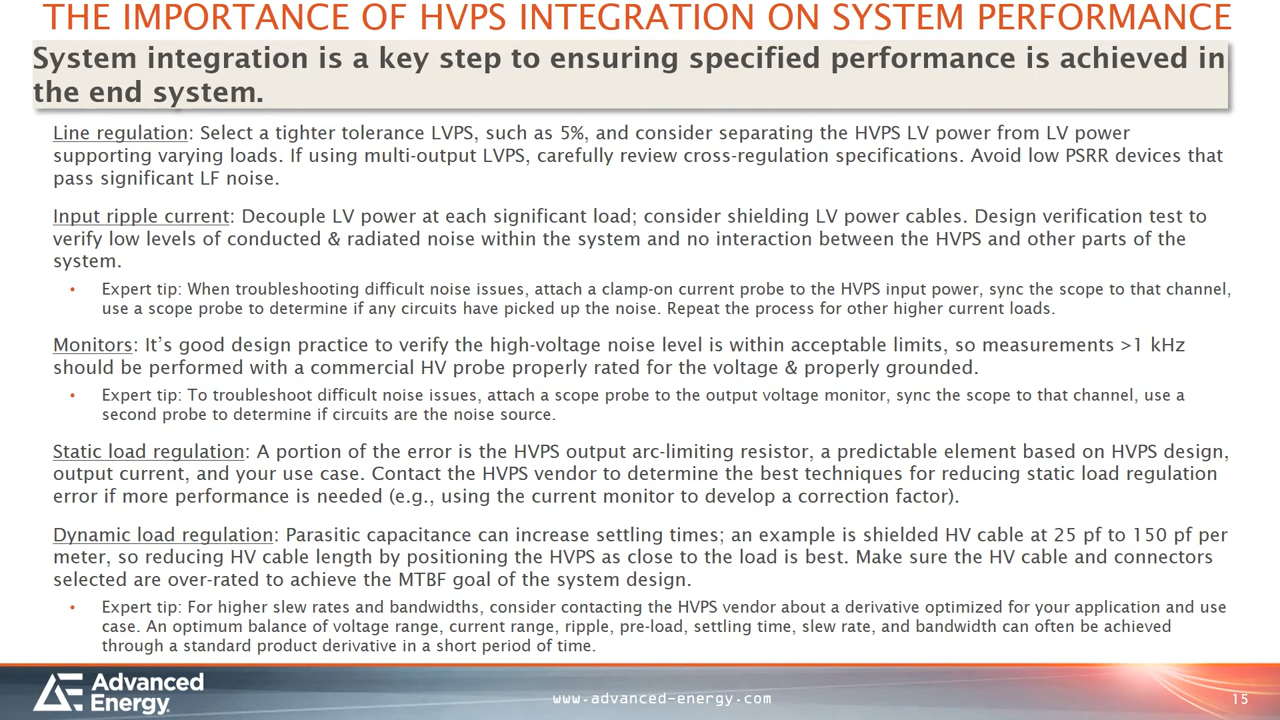 THE IMPORTANCE OF HVPS INTEGRATION ON SYSTEM PERFORMANCE
System integration is a key step to ensuring specified performance is achieved in
the end system.
Line regulation: Select a tighter tolerance LVPS, such as 5%, and consider separating the HVPS LV power from LV power
supporting varying loads. If using multi-output LVPS, carefully review cross-regulation specifications. Avoid low PSRR devices that
pass significant LF noise.
Input ripple current: Decouple LV power at each significant load; consider shielding LV power cables. Design verification test to
verify low levels of conducted & radiated noise within the system and no interaction between the HVPS and other parts of the
system.
• Expert tip: When troubleshooting difficult noise issues, attach a clamp-on current probe to the HVPS input power, sync the scope to that channel,
use a scope probe to determine if any circuits have picked up the noise. Repeat the process for other higher current loads.
Monitors: It's good design practice to verify the high-voltage noise level is within acceptable limits, so measurements >1 kHz
should be performed with a commercial HV probe properly rated for the voltage & properly grounded.
• Expert tip: To troubleshoot difficult noise issues, attach a scope probe to the output voltage monitor, sync the scope to that channel, use a
second probe to determine if circuits are the noise source.
Static load regulation: A portion of the error is the HVPS output arc-limiting resistor, a predictable element based on HVPS design,
output current, and your use case. Contact the HVPS vendor to determine the best techniques for reducing static load regulation
error if more performance is needed (e.g., using the current monitor to develop a correction factor).
Dynamic load regulation: Parasitic capacitance can increase settling times; an example is shielded HV cable at 25 pf to 150 pf per
meter, so reducing HV cable length by positioning the HVPS as close to the load is best. Make sure the HV cable and connectors
selected are over-rated to achieve the MTBF goal of the system design.
• Expert tip: For higher slew rates and bandwidths, consider contacting the HVPS vendor about a derivative optimized for your application and use
case. An optimum balance of voltage range, current range, ripple, pre-load, settling time, slew rate, and bandwidth can often be achieved
through a standard product derivative in a short period of time.
Advanced
Energy
www.advanced-energy.com
15